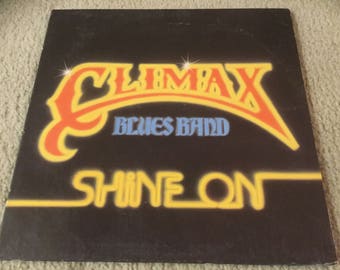 CLIMAX
BLUES BAND
SHINE ON